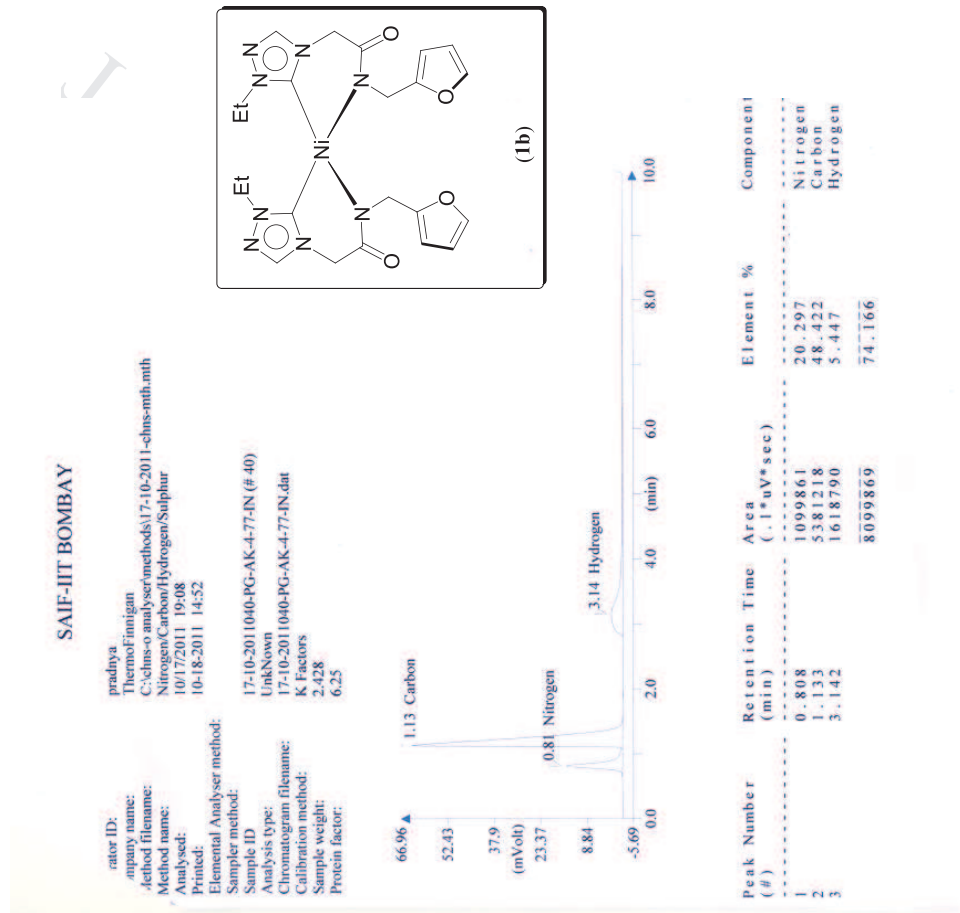 SAIF-IIT BOMBAY
rator ID: pradnya
mpany name: ThermoFinnigan
lethod filename: C:\chns-o analyser\methods\17-10-2011-chns-mth.mth
Method name: Nitrogen/Carbon/Hydrogen/Sulphur
Analysed: 10/17/2011 19:08
Printed: 10-18-2011 14:52
Elemental Analyser method:
Sampler method:
Sample ID 17-10-2011040-PG-AK-4-77-IN (# 40)
Analysis type: UnkNown
Chromatogram filename: 17-10-2011040-PG-AK-4-77-IN.dat
Calibration method: K Factors
Sample weight: 2.428
Protein factor: 6.25
Et
N
N
N
N
O
O
Ni
Et
N
N
N
N
O
O
(1b)
66.96
52.43
37.9
(mVolt)
23.37
8.84
-5.69
1.13 Carbon
0.81 Nitrogen
3.14 Hydrogen
0.0 2.0 4.0 (min) 6.0 8.0 10.0
Peak Number Retention Time Area Element % Component
(#) (min) (.1*uV*sec)
1 0.808 1099861 20.297 Nitrogen
2 1.133 5381218 48.422 Carbon
3 3.142 1618790 5.447 Hydrogen
8099869 74.166